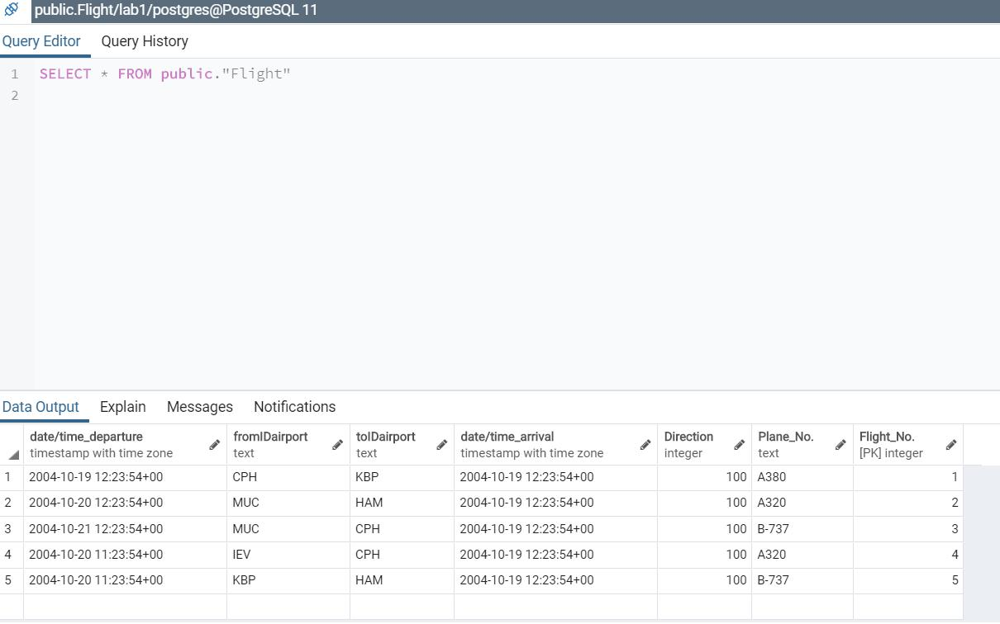 public.Flight/lab1/postgres@PostgreSQL 11
Query Editor Query History
1 SELECT * FROM public."Flight"
2
Data Output Explain Messages Notifications
date/time_departure fromIDairport toIDairport date/time_arrival Direction Plane_No. Flight_No.
timestamp with time zone text text timestamp with time zone integer text [PK] integer
1 2004-10-19 12:23:54+00 CPH KBP 2004-10-19 12:23:54+00 100 A380 1
2 2004-10-20 12:23:54+00 MUC HAM 2004-10-19 12:23:54+00 100 A320 2
3 2004-10-21 12:23:54+00 MUC CPH 2004-10-19 12:23:54+00 100 B-737 3
4 2004-10-20 11:23:54+00 IEV CPH 2004-10-19 12:23:54+00 100 A320 4
5 2004-10-20 11:23:54+00 KBP HAM 2004-10-19 12:23:54+00 100 B-737 5